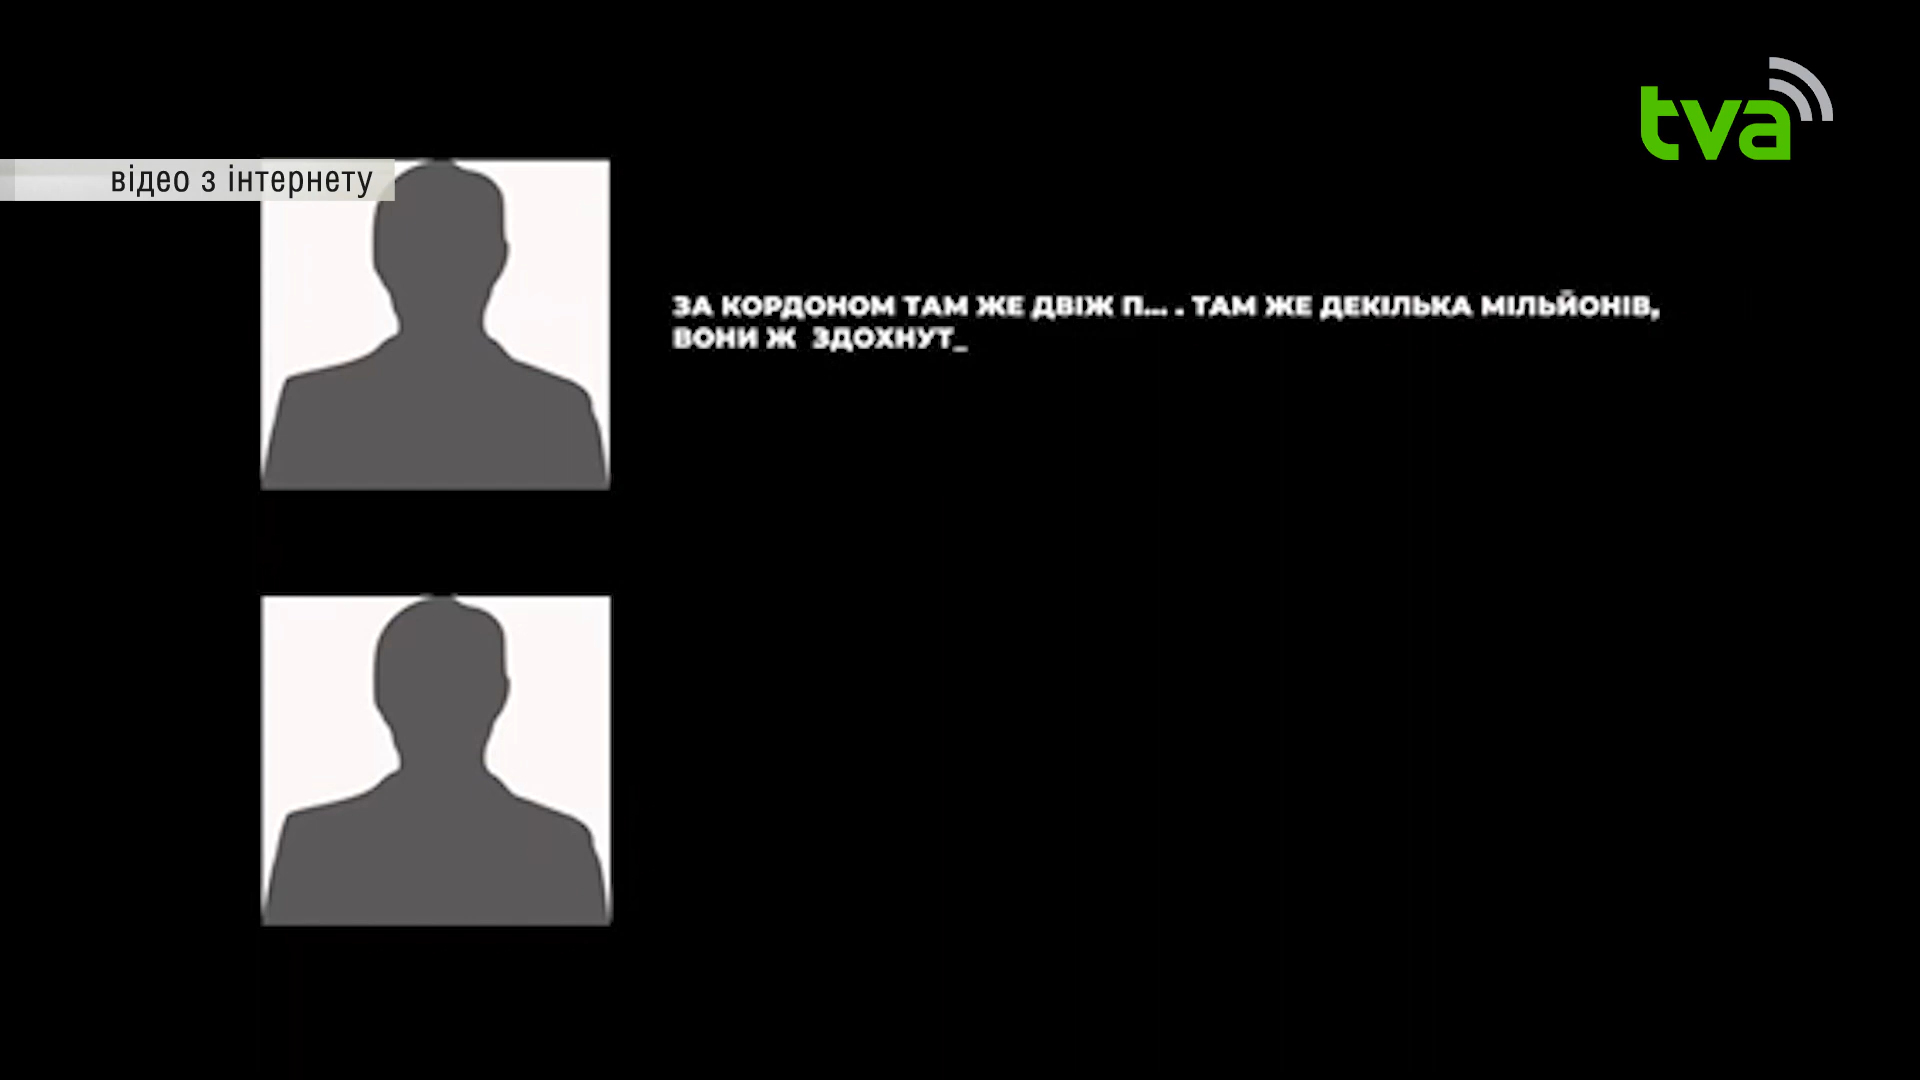 tva
відео з інтернету
ЗА КОРДОНОМ ТАМ ЖЕ ДВІЖ П... . ТАМ ЖЕ ДЕКІЛЬКА МІЛЬЙОНІВ,
ВОНИ Ж ЗДОХНУТ_